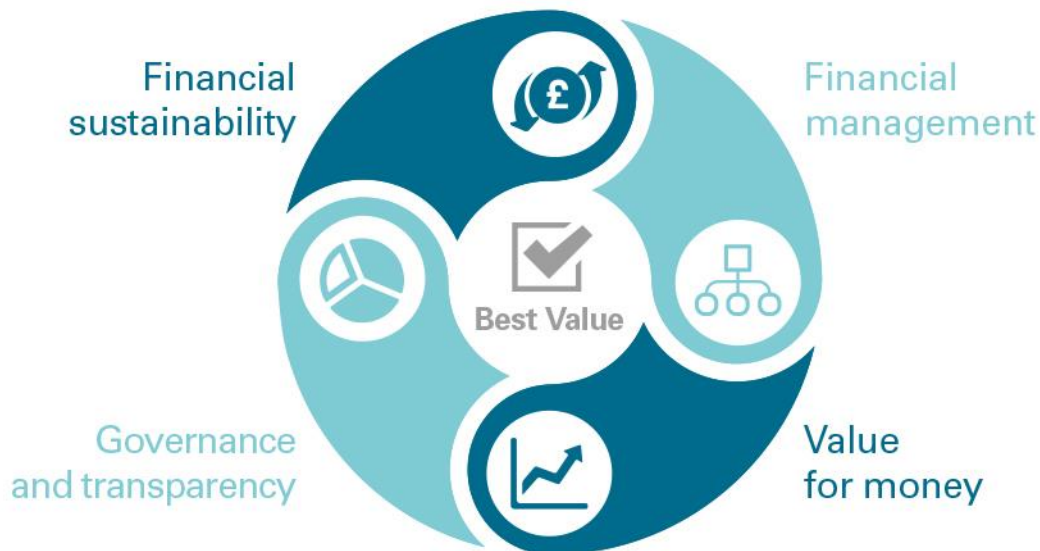 Financial
sustainability
Financial
management
£
Best Value
Governance
and transparency
Value
for money